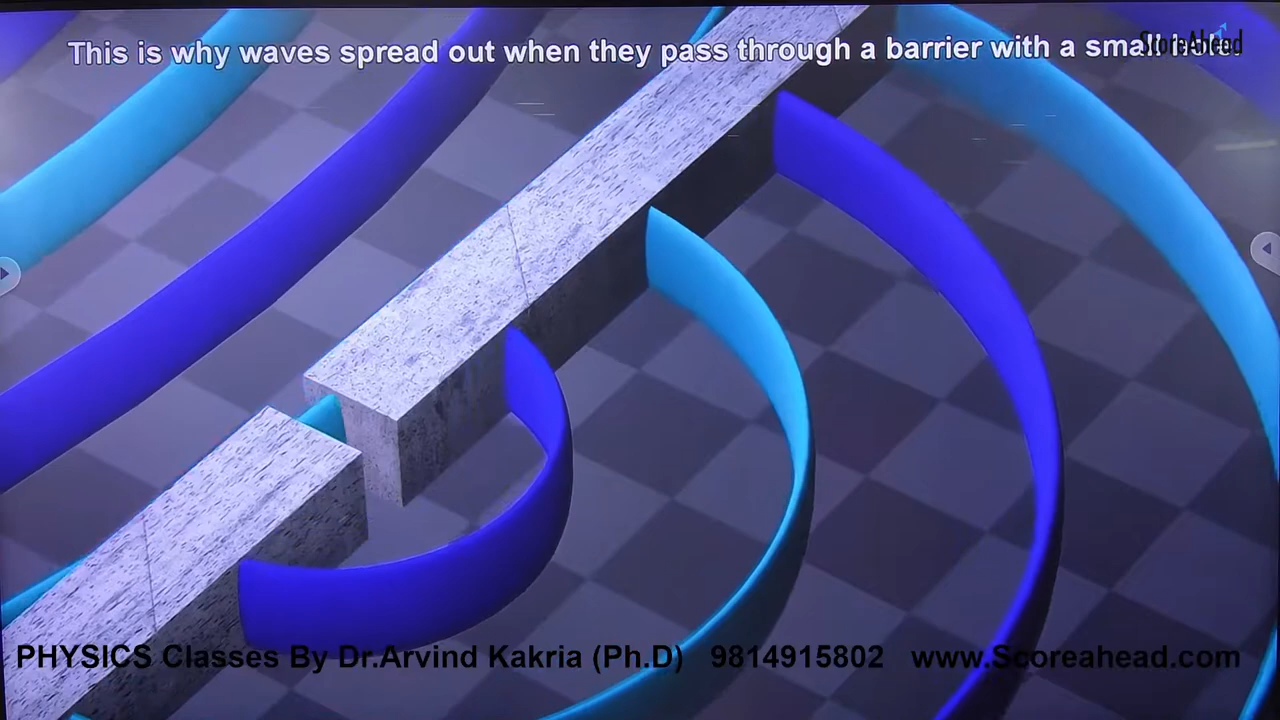 This is why waves spread out when they pass through a barrier with a small hole.
ScoreAhead
PHYSICS Classes By Dr.Arvind Kakria (Ph.D) 9814915802 www.Scoreahead.com